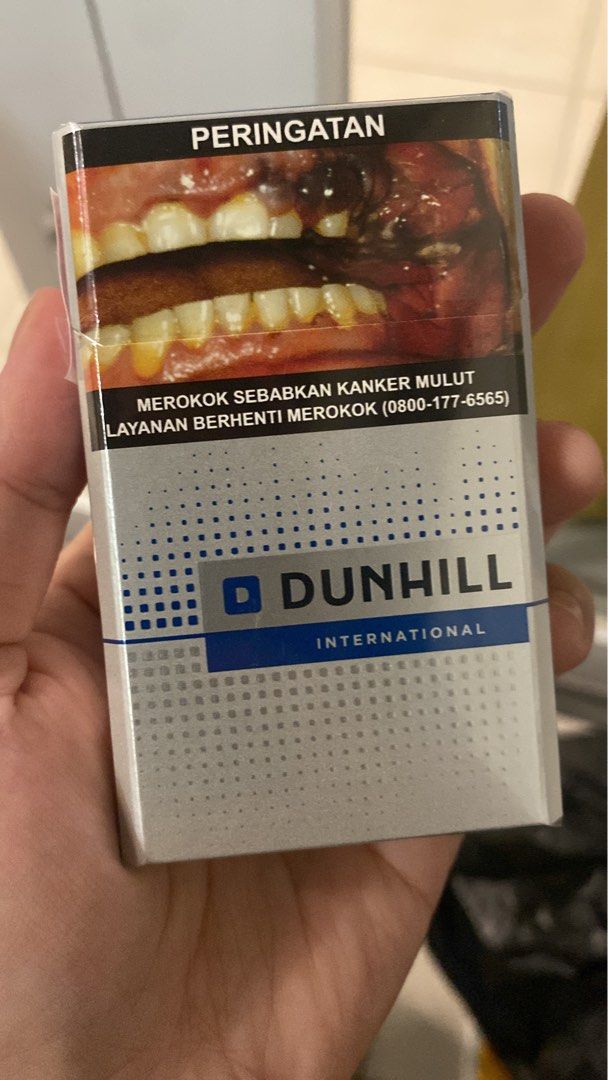 PERINGATAN
MEROKOK SEBABKAN KANKER MULUT
LAYANAN BERHENTI MEROKOK (0800-177-6565)
D DUNHILL
INTERNATIONAL